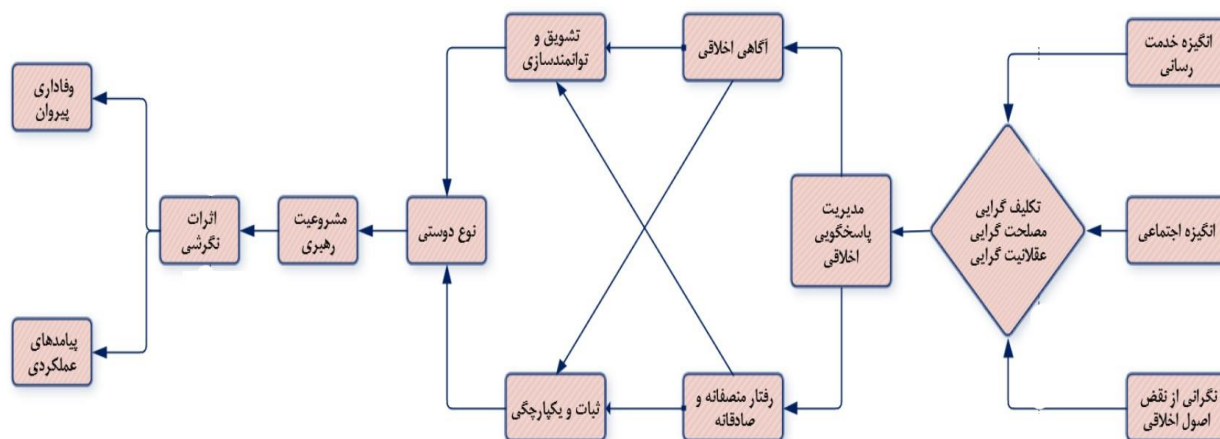 انگیزه خدمت
رسانی
انگیزه اجتماعی
نگرانی از نقض
اصول اخلاقی
تکلیف گرایی
مصلحت گرایی
عقلانیت گرایی
مدیریت
پاسخگویی
اخلاقی
آگاهی اخلاقی
رفتار منصفانه و
صادقانه
تشویق و
توانمندسازی
ثبات و یکپارچگی
نوع دوستی
مشروعیت
رهبری
اثرات
نگرشی
وفاداری
پیروان
پیامدهای
عملکردی